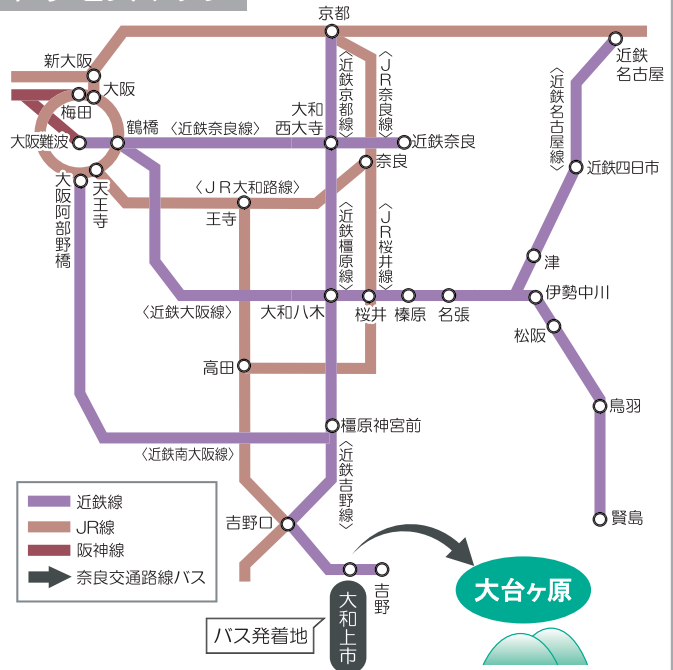 京都
新大阪
大阪
梅田
大阪難波
鶴橋
〈近鉄奈良線〉
大和
西大寺
〈近鉄京都線〉
〈JR奈良線〉
近鉄奈良
奈良
近鉄
名古屋
〈近鉄名古屋線〉
近鉄四日市
大阪阿部野橋
天王寺
〈JR大和路線〉
王寺
〈近鉄橿原線〉
〈JR桜井線〉
津
伊勢中川
〈近鉄大阪線〉
大和八木
桜井
榛原
名張
松阪
高田
鳥羽
橿原神宮前
〈近鉄南大阪線〉
〈近鉄吉野線〉
賢島
近鉄線
JR線
阪神線
奈良交通路線バス
吉野口
大和上市
吉野
バス発着地
大台ヶ原